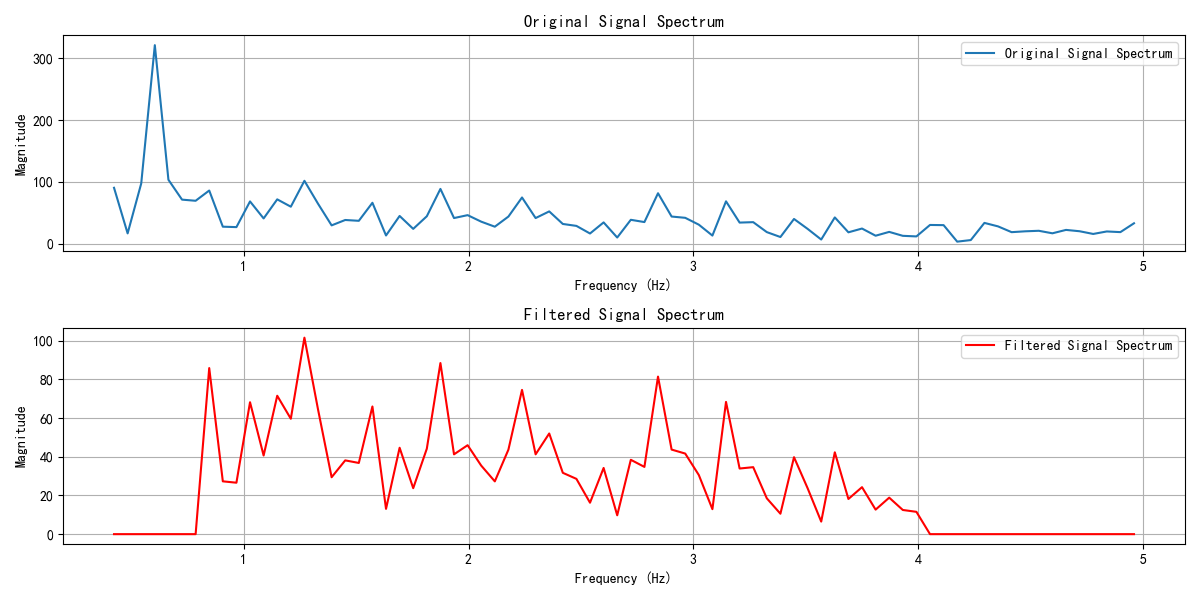 Original Signal Spectrum
Original Signal Spectrum
Magnitude
300
200
100
0
1 2 3 4 5
Frequency (Hz)
Filtered Signal Spectrum
Filtered Signal Spectrum
Magnitude
100
80
60
40
20
0
1 2 3 4 5
Frequency (Hz)